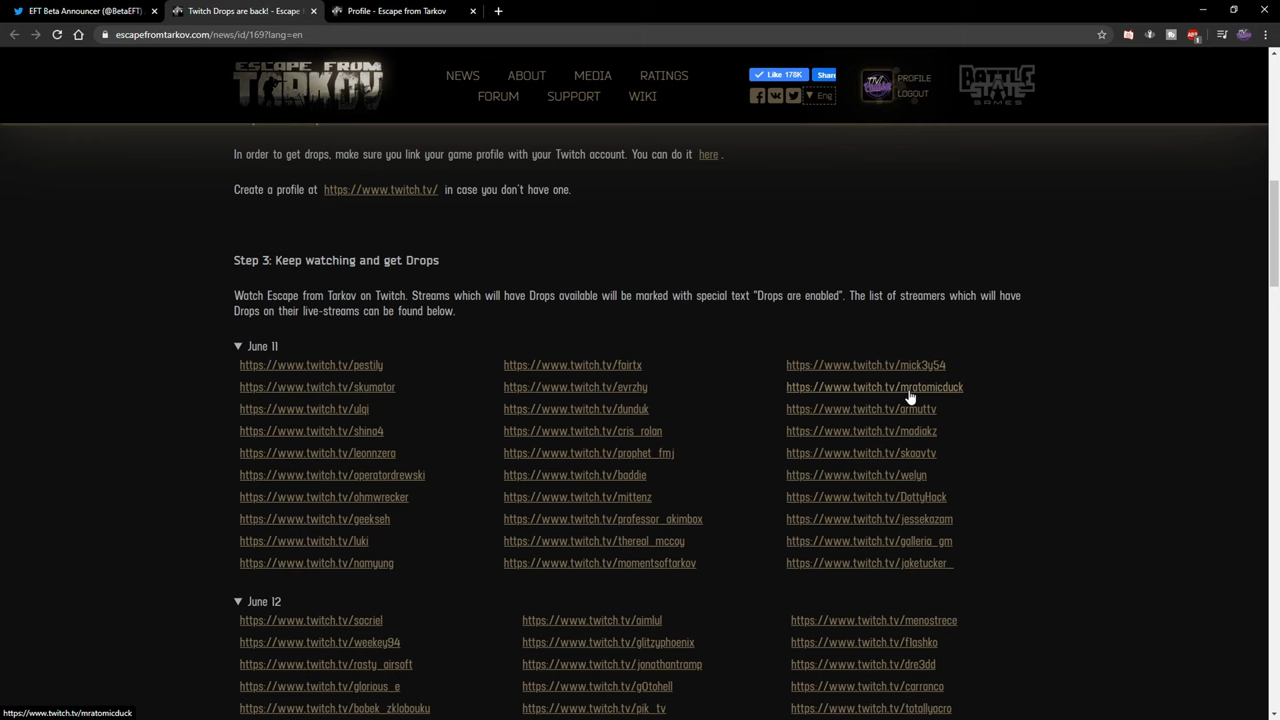 EFT Beta Announcer (@BetaEFT)
Twitch Drops are back! - Escape
Profile - Escape from Tarkov
escapefromtarkov.com/news/id/169?lang=en
ESCAPE FROM
TARKOV
NEWS ABOUT MEDIA RATINGS
FORUM SUPPORT WIKI
Like 178K Share
Eng
PROFILE
LOGOUT
BATTLE
STATE
GAMES
In order to get drops, make sure you link your game profile with your Twitch account. You can do it here .
Create a profile at https://www.twitch.tv/ in case you don't have one.
Step 3: Keep watching and get Drops
Watch Escape from Tarkov on Twitch. Streams which will have Drops available will be marked with special text "Drops are enabled". The list of streamers which will have
Drops on their live-streams can be found below.
▼ June 11
https://www.twitch.tv/pestily https://www.twitch.tv/fairtx https://www.twitch.tv/mick3y54
https://www.twitch.tv/skumator https://www.twitch.tv/evrzhy https://www.twitch.tv/mratomicduck
https://www.twitch.tv/ulqi https://www.twitch.tv/dunduk https://www.twitch.tv/armuttv
https://www.twitch.tv/shino4 https://www.twitch.tv/cris_rolan https://www.twitch.tv/madiakz
https://www.twitch.tv/leonnzera https://www.twitch.tv/prophet_fmj https://www.twitch.tv/skaavtv
https://www.twitch.tv/operatordrewski https://www.twitch.tv/baddie https://www.twitch.tv/welyn
https://www.twitch.tv/ohmwrecker https://www.twitch.tv/mittenz https://www.twitch.tv/DottyHack
https://www.twitch.tv/geekseh https://www.twitch.tv/professor_akimbox https://www.twitch.tv/jessekazam
https://www.twitch.tv/luki https://www.twitch.tv/thereal_mccoy https://www.twitch.tv/galleria_gm
https://www.twitch.tv/namyung https://www.twitch.tv/momentsoftarkov https://www.twitch.tv/jaketucker_
▼ June 12
https://www.twitch.tv/sacriel https://www.twitch.tv/aimlul https://www.twitch.tv/menostrece
https://www.twitch.tv/weekey94 https://www.twitch.tv/glitzyphoenix https://www.twitch.tv/f1ashko
https://www.twitch.tv/rasty_airsoft https://www.twitch.tv/jonathantramp https://www.twitch.tv/dre3dd
https://www.twitch.tv/glorious_e https://www.twitch.tv/g0tohell https://www.twitch.tv/carranco
https://www.twitch.tv/bobek_zklobouku https://www.twitch.tv/pik_tv https://www.twitch.tv/totallyacro
https://www.twitch.tv/mratomicduck